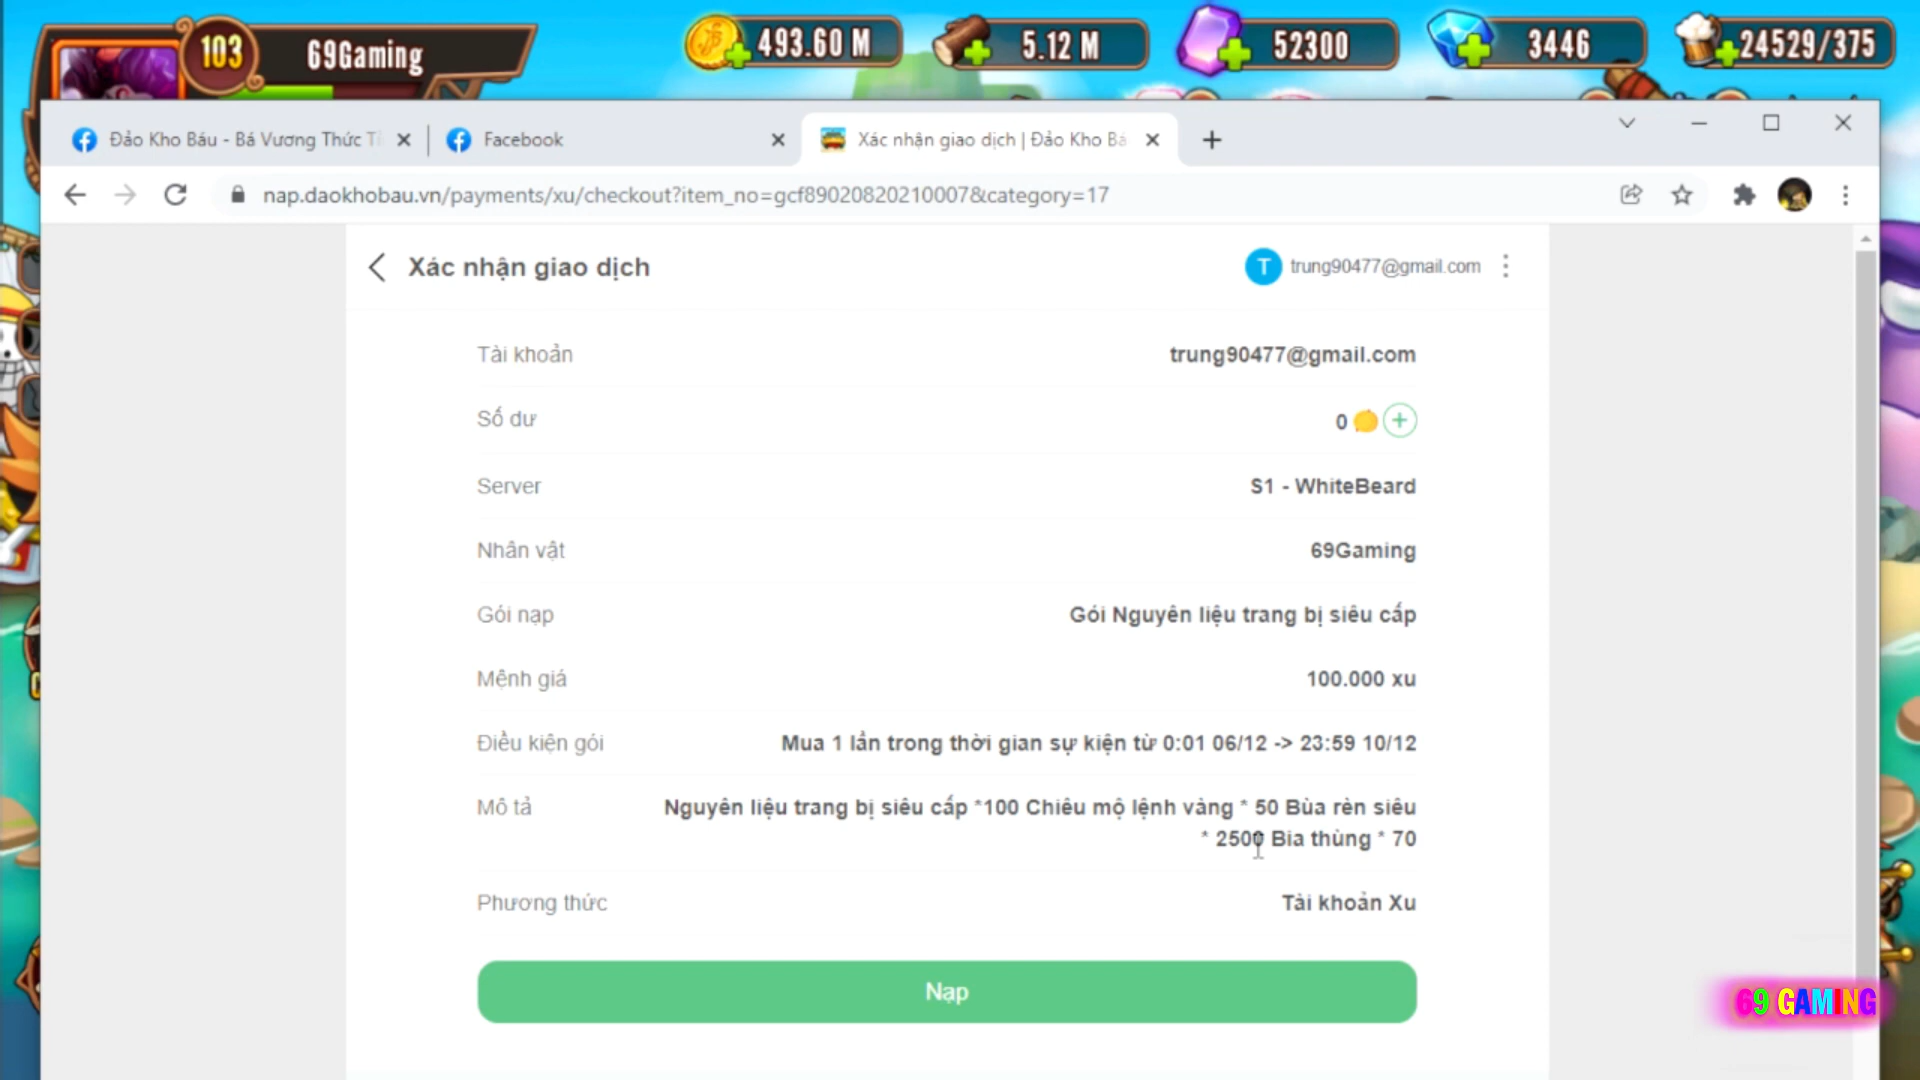 103
69Gaming
493.60 M
5.12 M
52300
3446
24529/375
Đảo Kho Báu - Bá Vương Thức Tỉ
Facebook
Xác nhận giao dịch | Đảo Kho Bá
nap.daokhobau.vn/payments/xu/checkout?item_no=gcf89020820210007&category=17
Xác nhận giao dịch
T
trung90477@gmail.com
Tài khoản
trung90477@gmail.com
Số dư
0
Server
S1 - WhiteBeard
Nhân vật
69Gaming
Gói nạp
Gói Nguyên liệu trang bị siêu cấp
Mệnh giá
100.000 xu
Điều kiện gói
Mua 1 lần trong thời gian sự kiện từ 0:01 06/12 -> 23:59 10/12
Mô tả
Nguyên liệu trang bị siêu cấp *100 Chiêu mộ lệnh vàng * 50 Bùa rèn siêu
* 2500 Bia thùng * 70
Phương thức
Tài khoản Xu
Nạp
69 GAMING